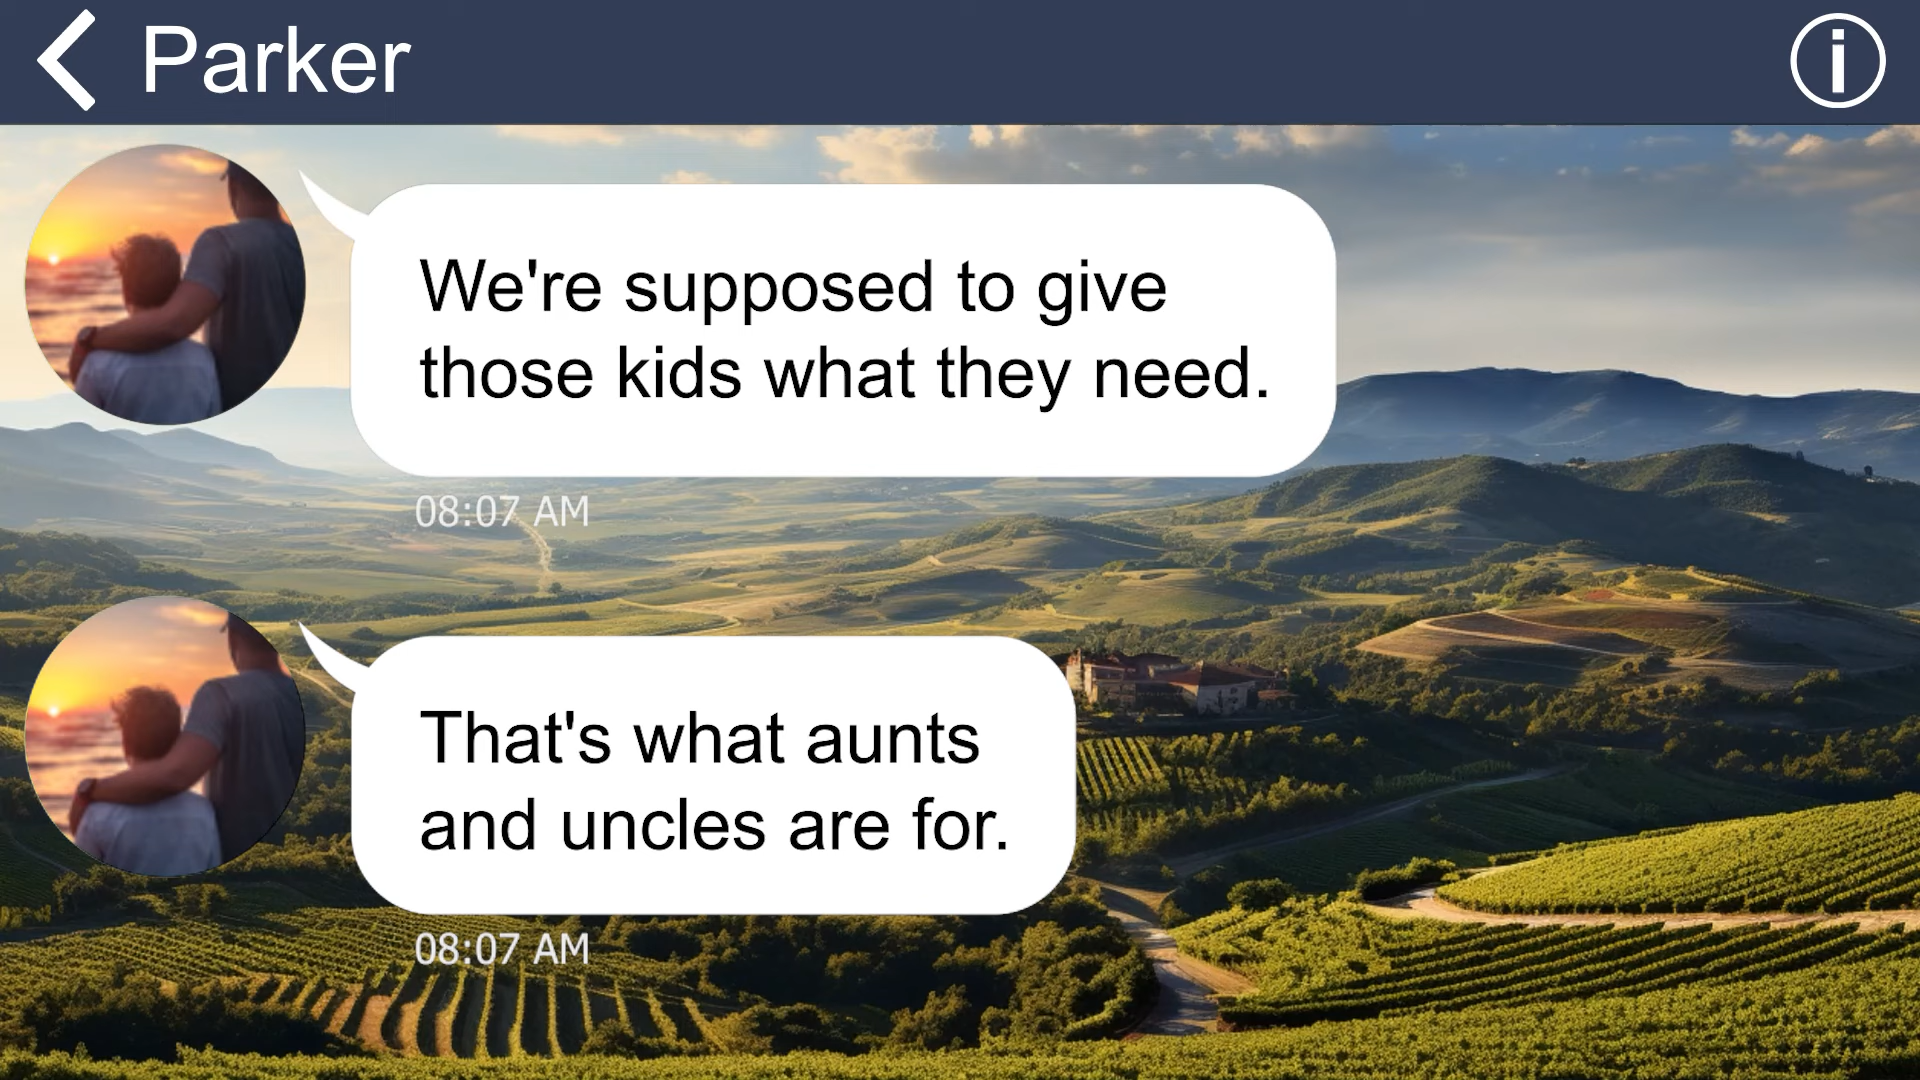 Parker
We're supposed to give
those kids what they need.
08:07 AM
That's what aunts
and uncles are for.
08:07 AM